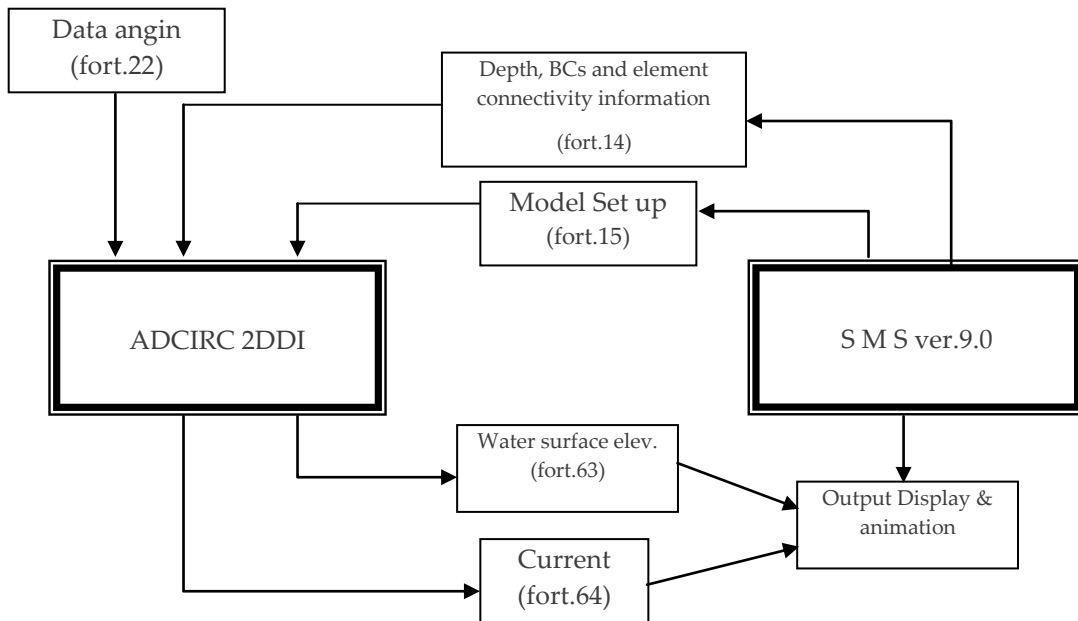 Data angin
(fort.22)
Depth, BCs and element
connectivity information
(fort.14)
Model Set up
(fort.15)
ADCIRC 2DDI
S M S ver.9.0
Water surface elev.
(fort.63)
Output Display &
animation
Current
(fort.64)